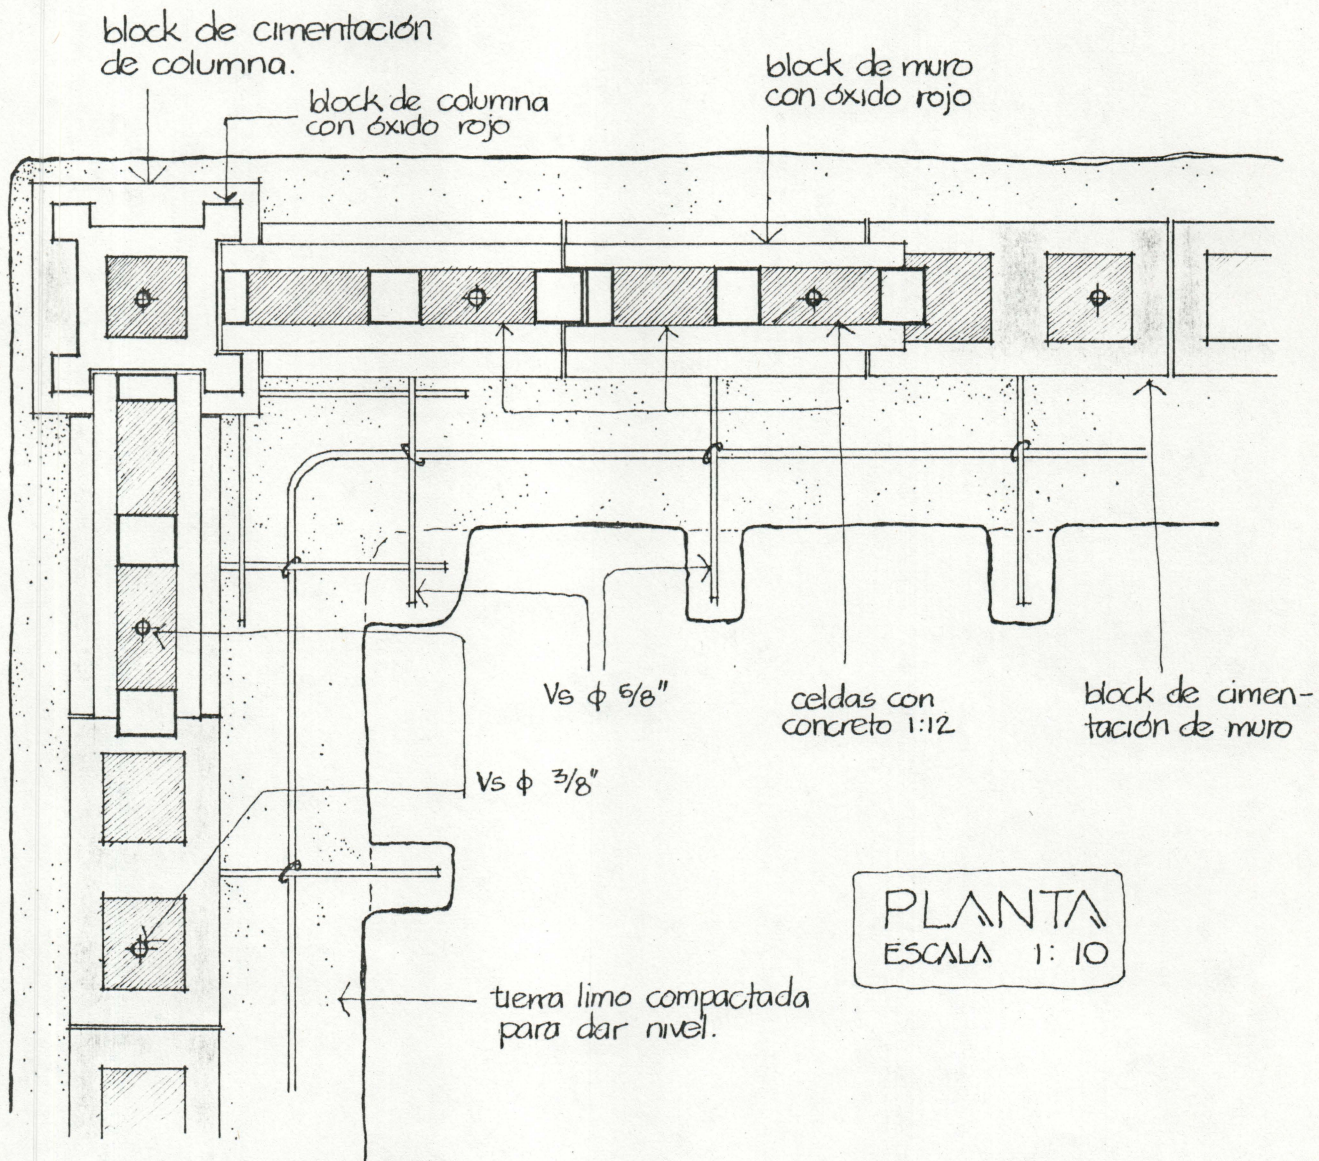 block de cimentación
de columna.
block de columna
con óxido rojo
block de muro
con óxido rojo
Vs ϕ 5/8"
celdas con
concreto 1:12
block de cimen-
tación de muro
Vs ϕ 3/8"
PLANTA
ESCALA 1:10
tierra limo compactada
para dar nivel.